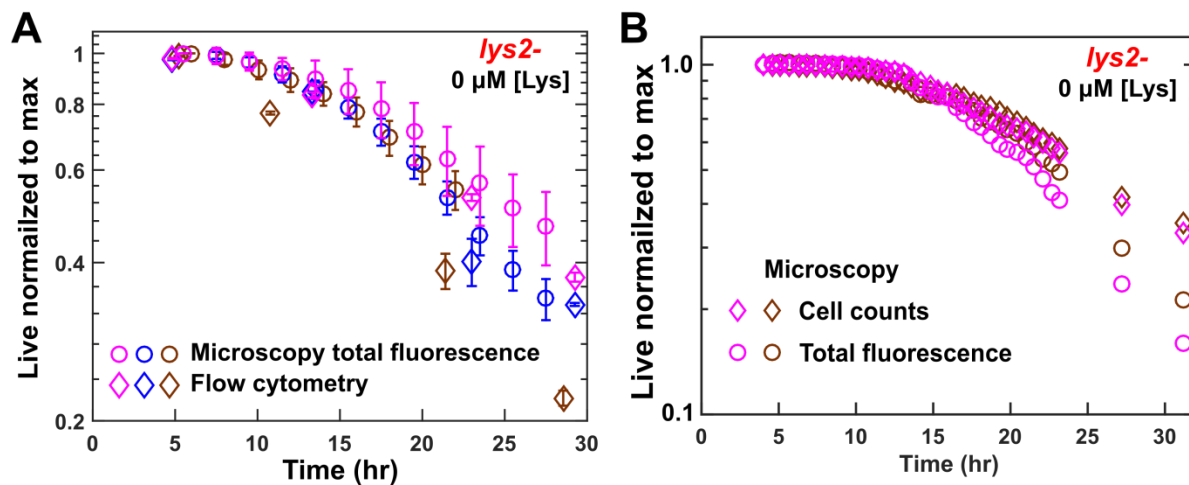 A
lys2-
0 µM [Lys]
Live normailzed to max
1
0.8
0.6
0.4
0.2
Microscopy total fluorescence
Flow cytometry
0 5 10 15 20 25 30
Time (hr)
B
lys2-
0 µM [Lys]
Live normailzed to max
1.0
0.1
Microscopy
Cell counts
Total fluorescence
0 5 10 15 20 25 30
Time (hr)